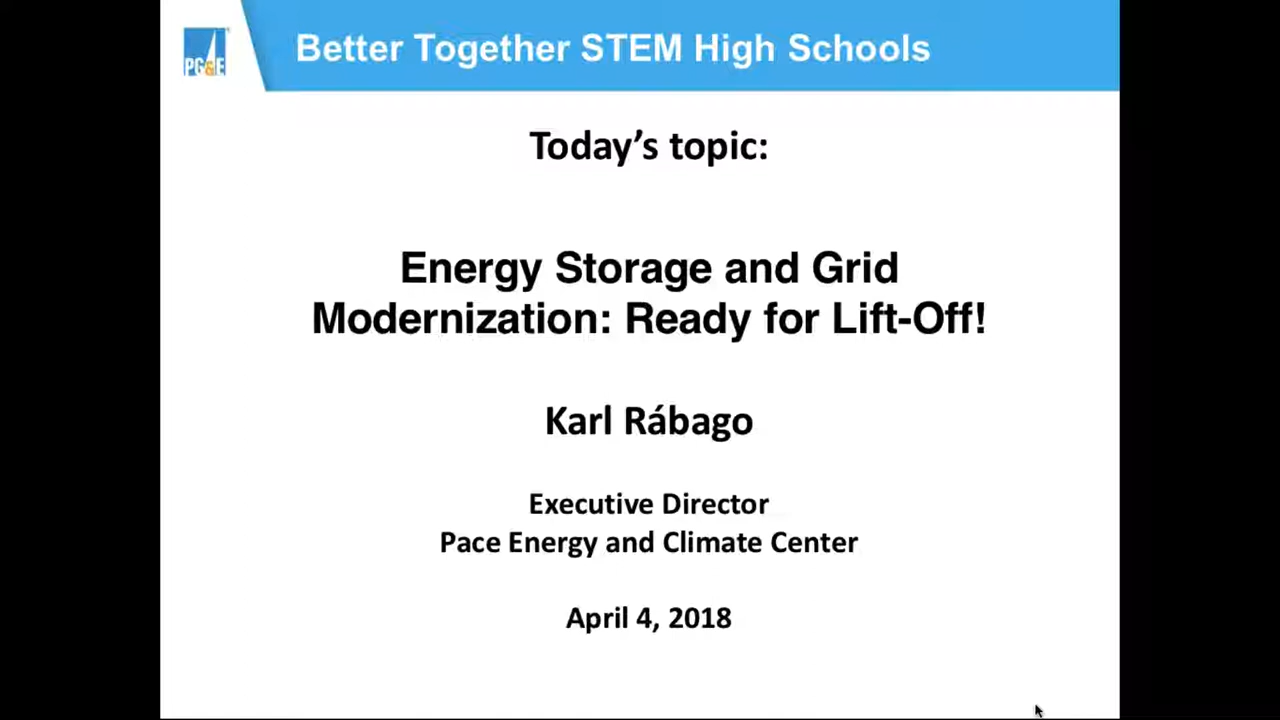 PG&E
Better Together STEM High Schools
Today’s topic:
Energy Storage and Grid
Modernization: Ready for Lift-Off!
Karl Rábago
Executive Director
Pace Energy and Climate Center
April 4, 2018